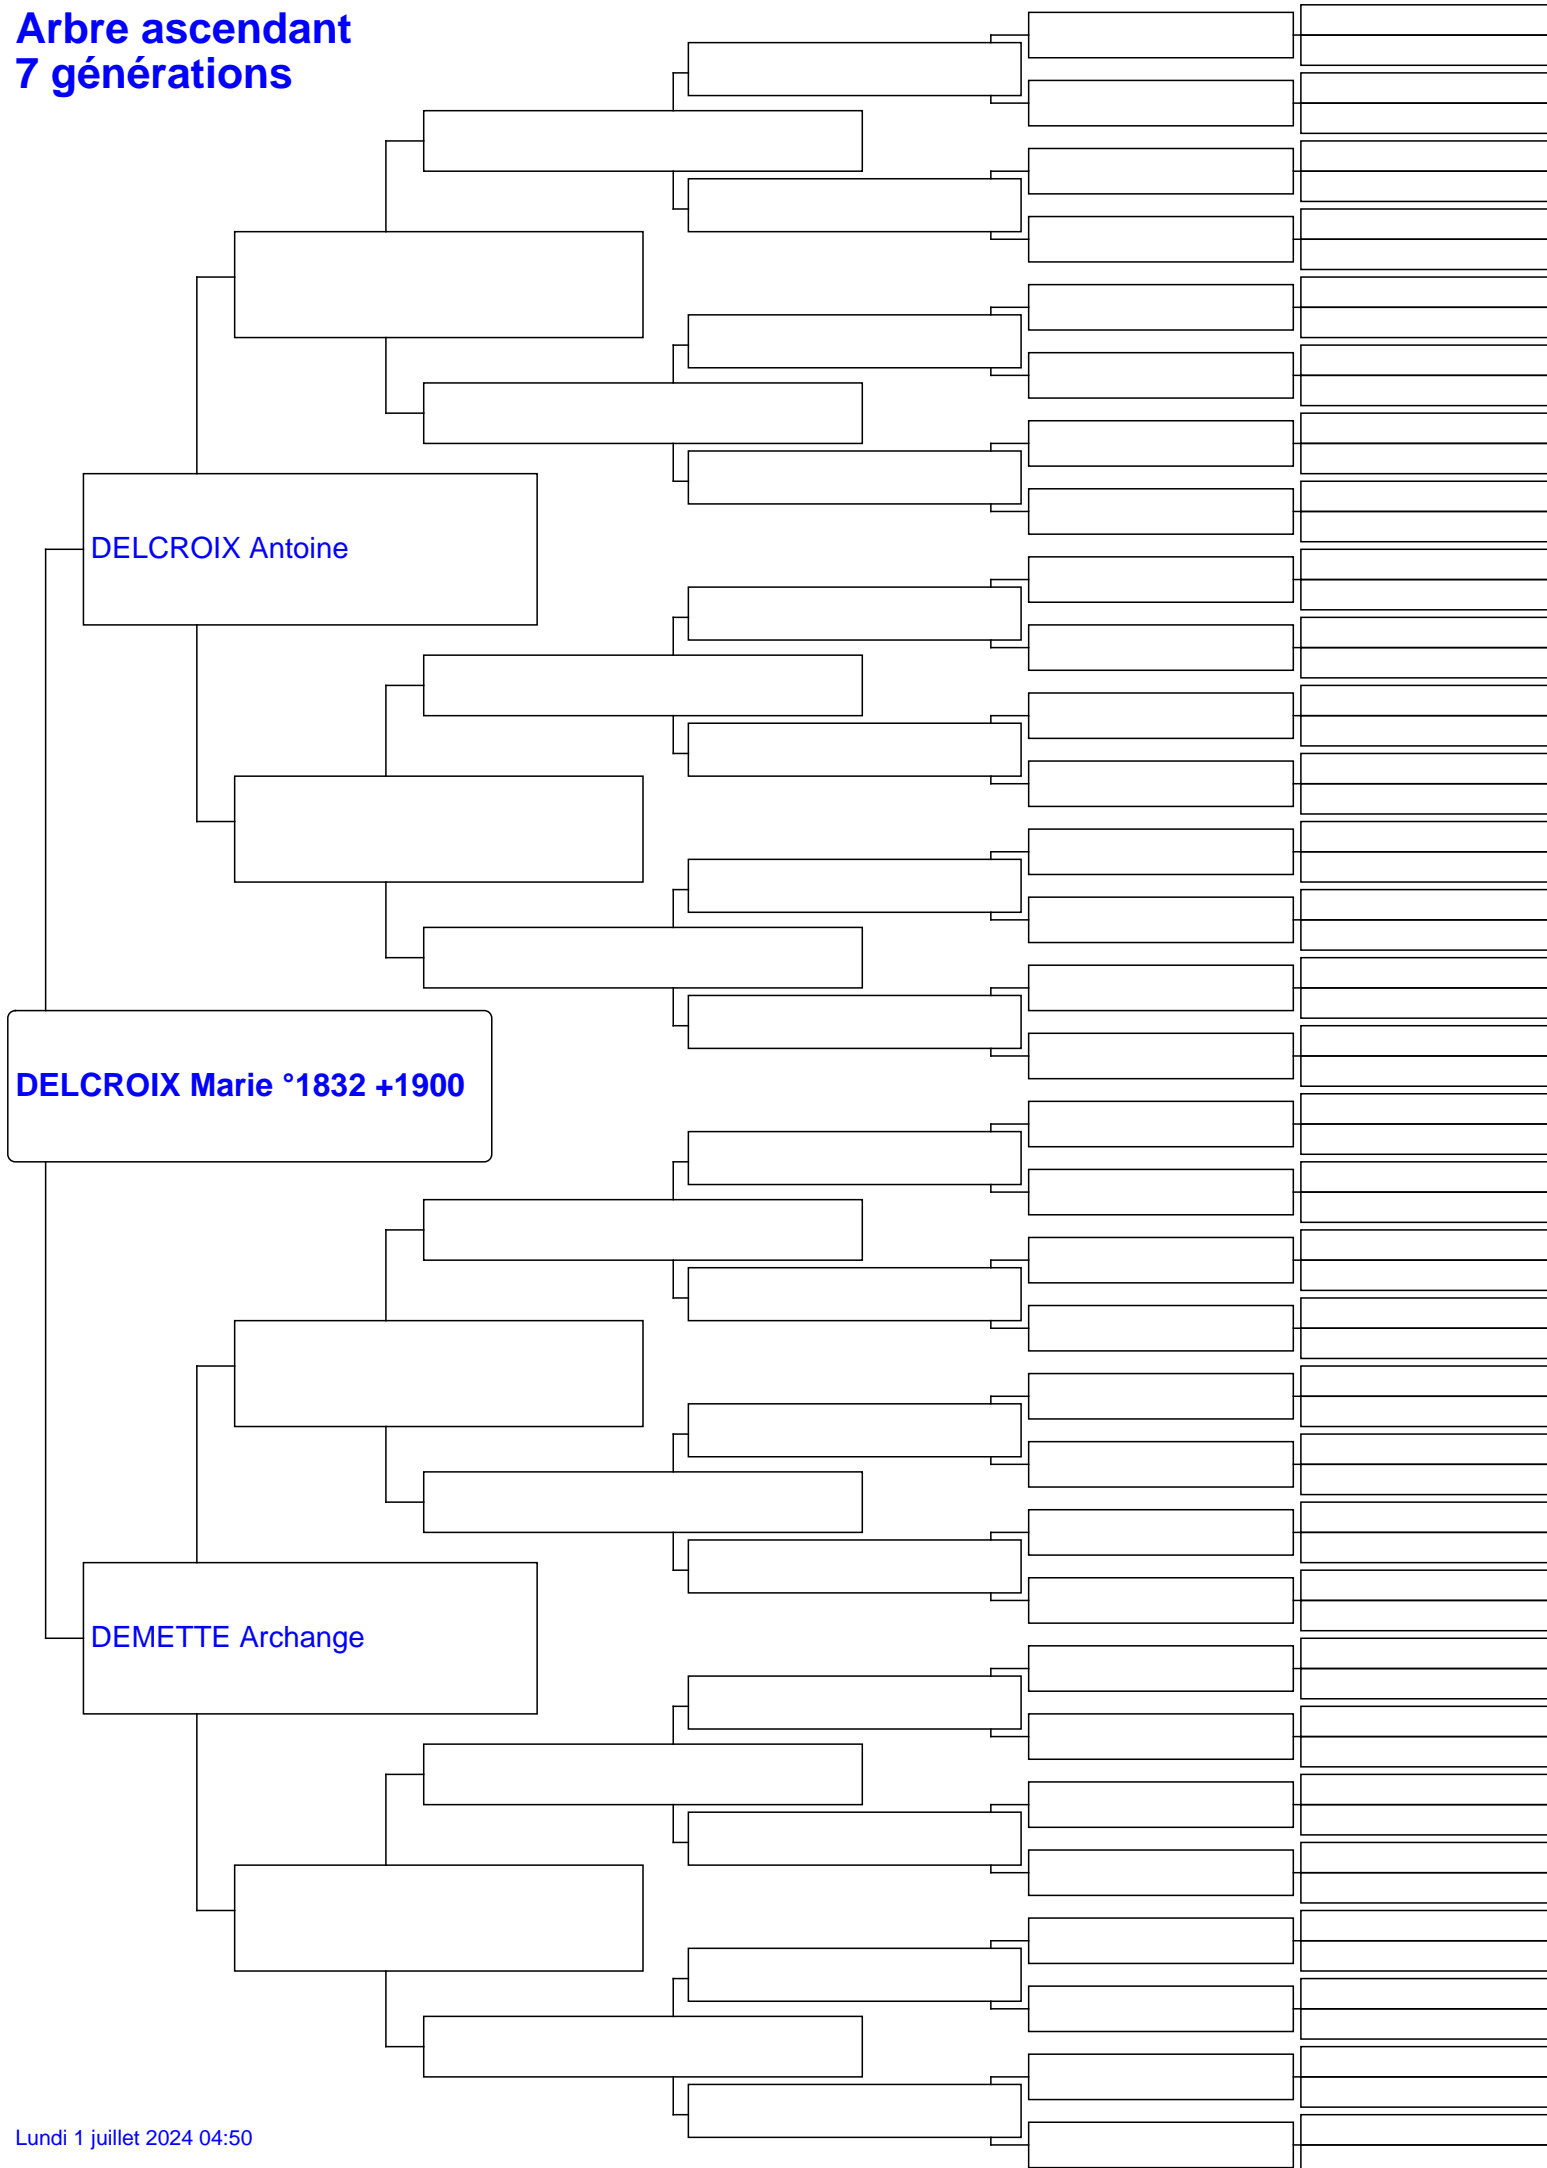 Arbre ascendant
7 générations
DELCROIX Antoine
DELCROIX Marie °1832 +1900
DEMETTE Archange
Lundi 1 juillet 2024 04:50